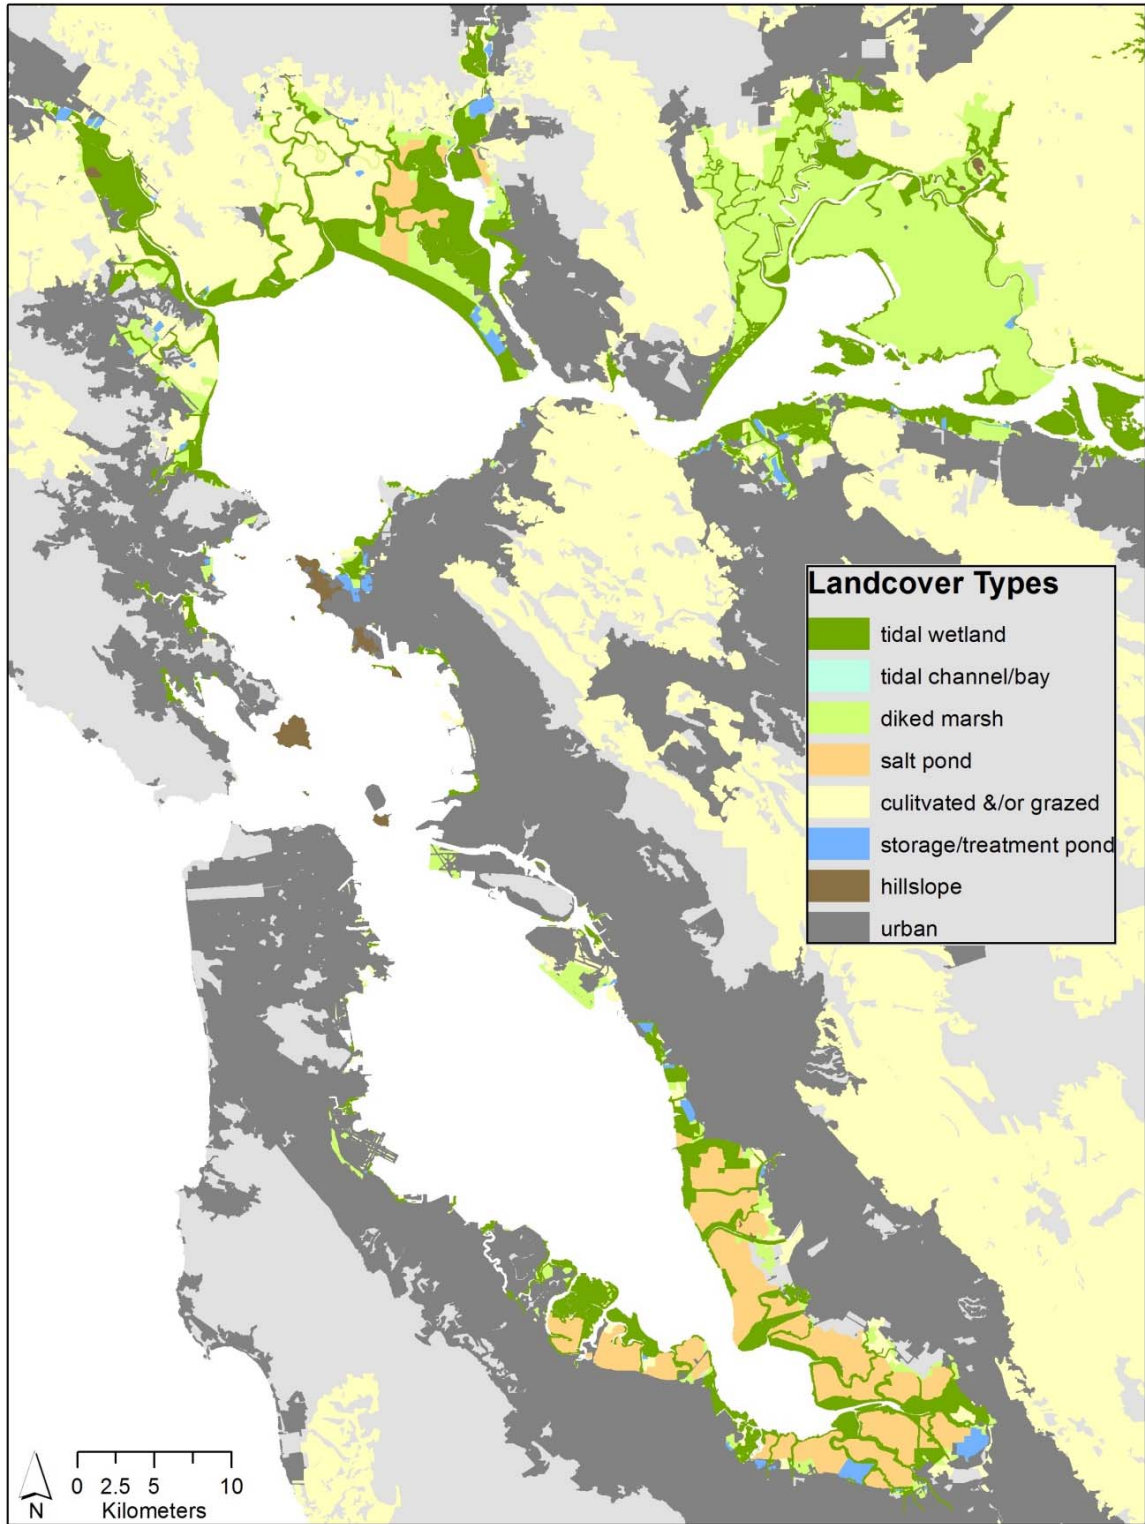 Landcover Types
tidal wetland
tidal channel/bay
diked marsh
salt pond
culitvated &/or grazed
storage/treatment pond
hillslope
urban
N
0 2.5 5 10
Kilometers